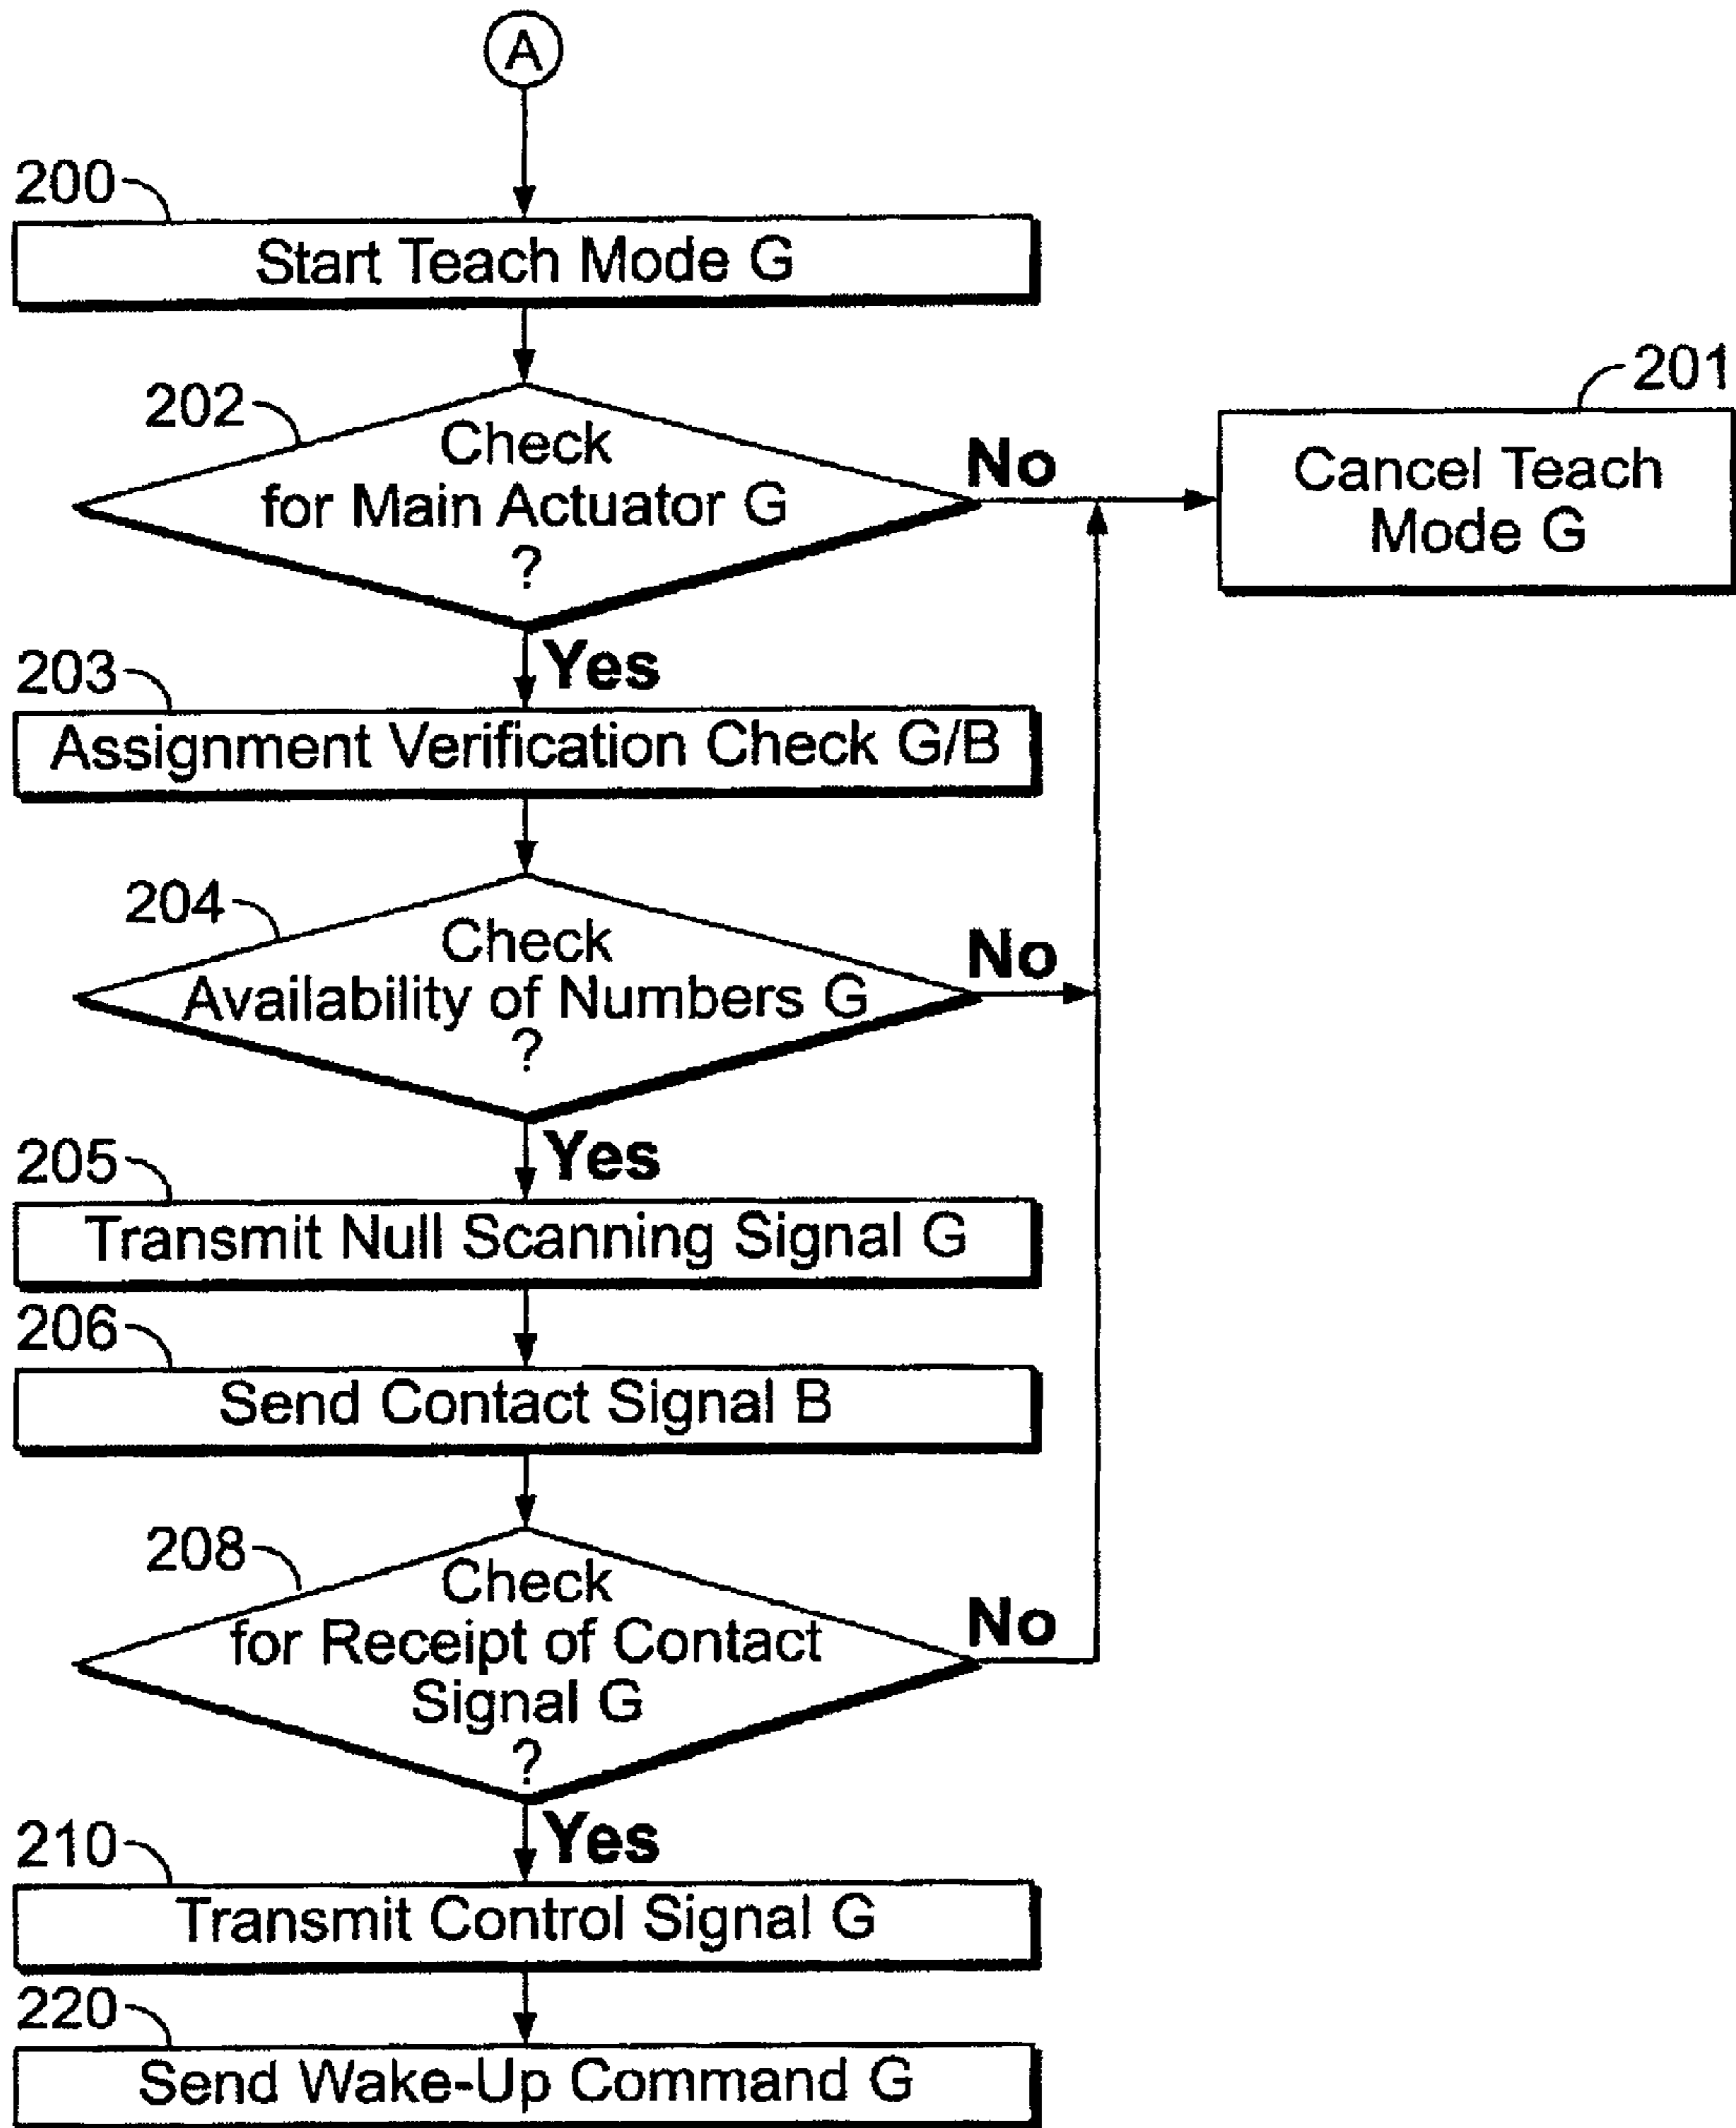 A
200
Start Teach Mode G
202
Check
for Main Actuator G
?
No
201
Cancel Teach
Mode G
Yes
203
Assignment Verification Check G/B
204
Check
Availability of Numbers G
?
No
Yes
205
Transmit Null Scanning Signal G
206
Send Contact Signal B
208
Check
for Receipt of Contact
Signal G
?
No
Yes
210
Transmit Control Signal G
220
Send Wake-Up Command G